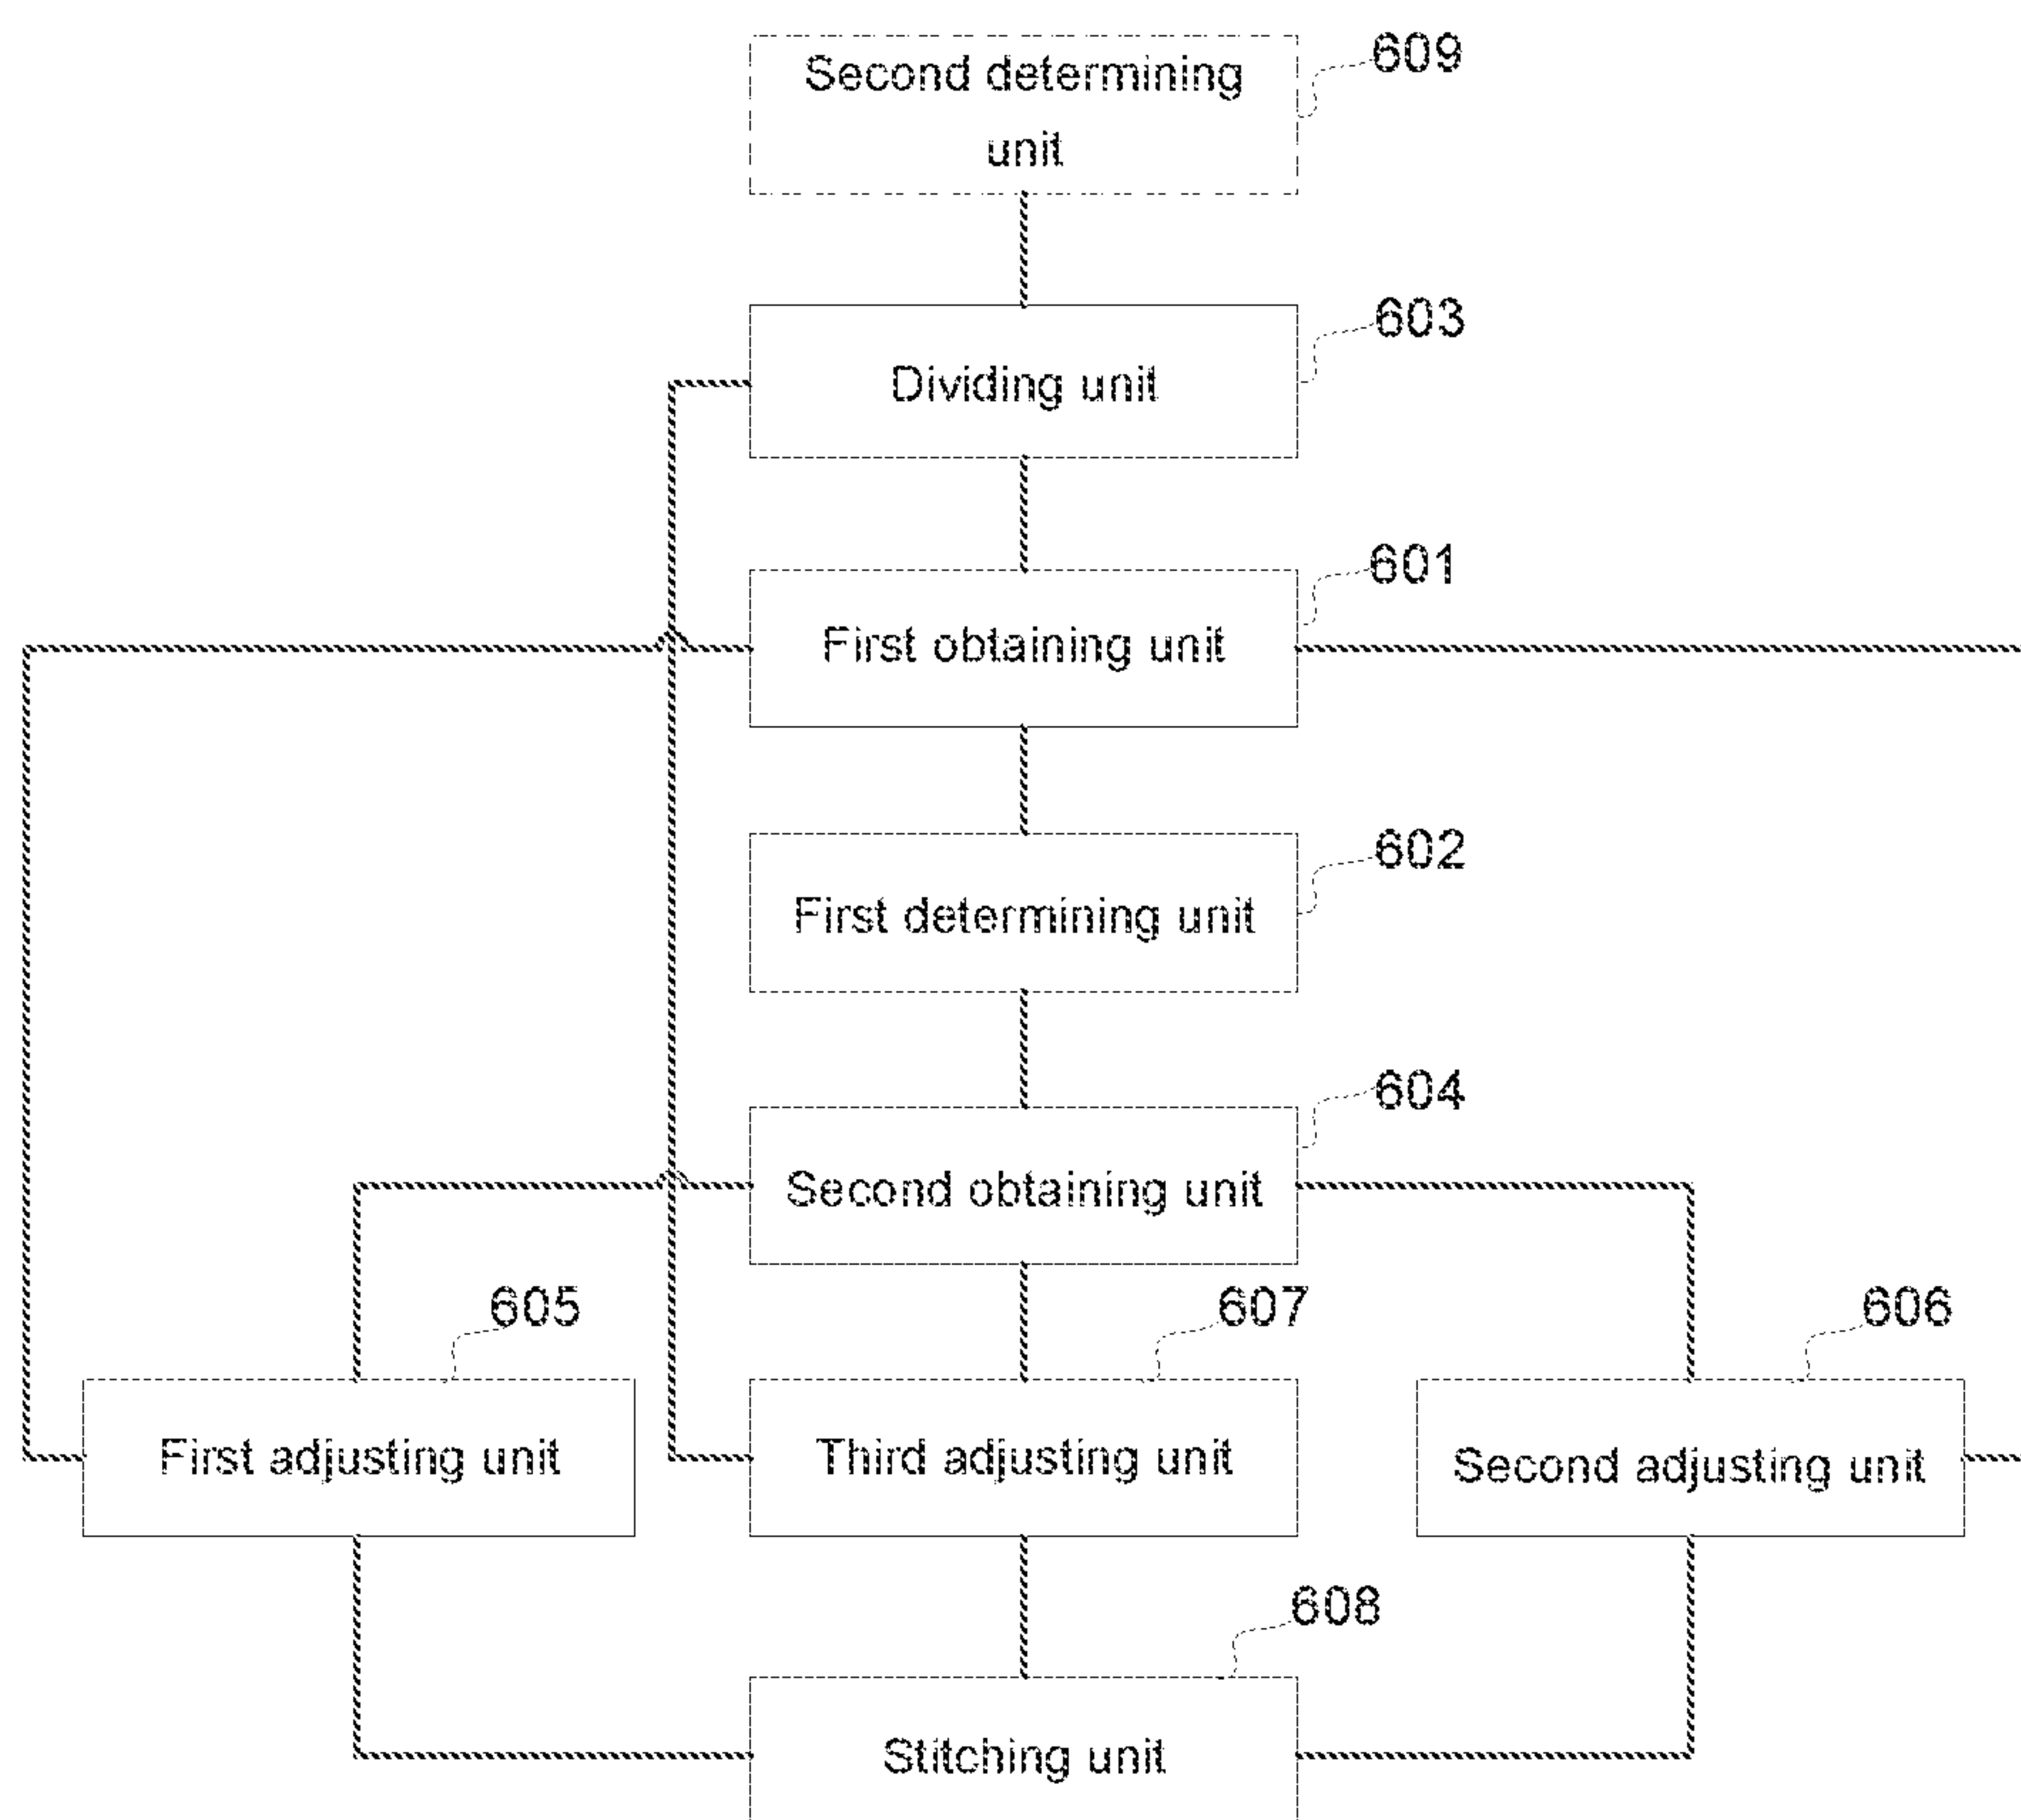 Second determining
unit
609
Dividing unit
603
First obtaining unit
601
First determining unit
602
Second obtaining unit
604
First adjusting unit
605
Third adjusting unit
607
Second adjusting unit
606
Stitching unit
608